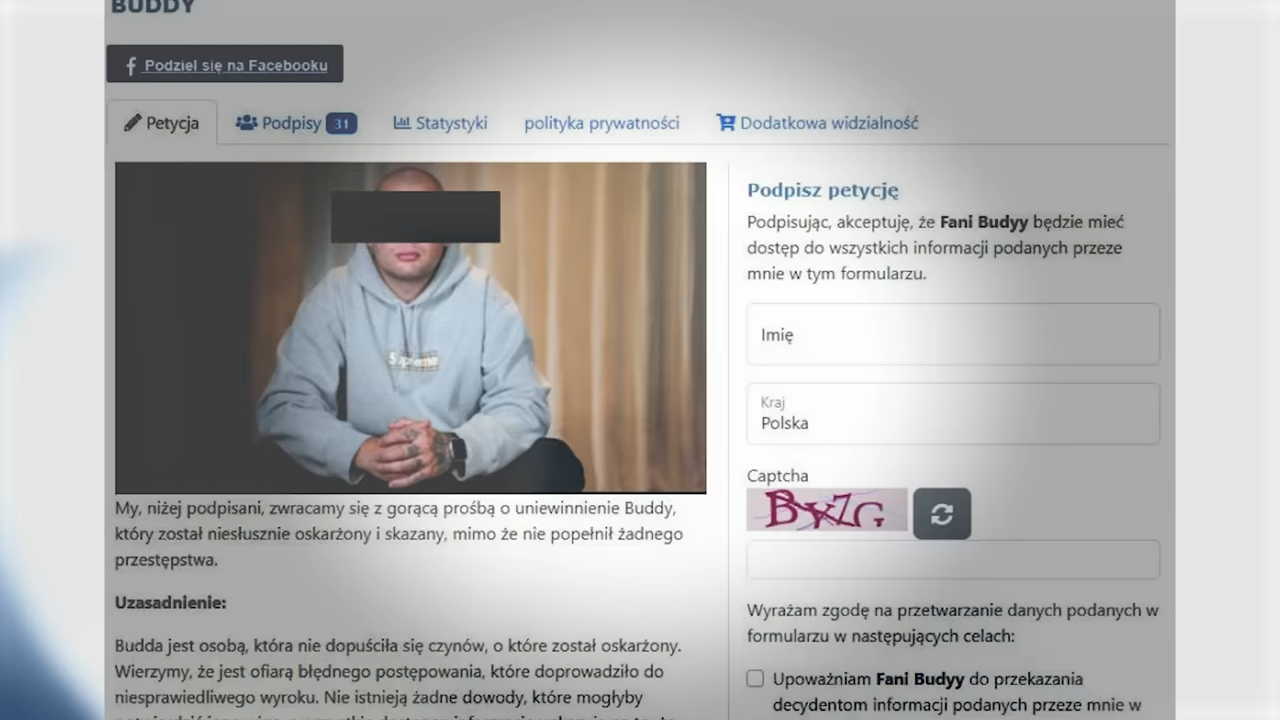 BUDDY
Podziel się na Facebooku
Petycja
Podpisy 31
Statystyki
polityka prywatności
Dodatkowa widzialność
My, niżej podpisani, zwracamy się z gorącą prośbą o uniewinnienie Buddy,
który został niesłusznie oskarżony i skazany, mimo że nie popełnił żadnego
przestępstwa.
Uzasadnienie:
Budda jest osobą, która nie dopuściła się czynów, o które został oskarżony.
Wierzymy, że jest ofiarą błędnego postępowania, które doprowadziło do
niesprawiedliwego wyroku. Nie istnieją żadne dowody, które mogłyby
Podpisz petycję
Podpisując, akceptuję, że Fani Budyy będzie mieć
dostęp do wszystkich informacji podanych przeze
mnie w tym formularzu.
Imię
Kraj
Polska
Captcha
Wyrażam zgodę na przetwarzanie danych podanych w
formularzu w następujących celach:
Upoważniam Fani Budyy do przekazania
decydentom informacji podanych przeze mnie w